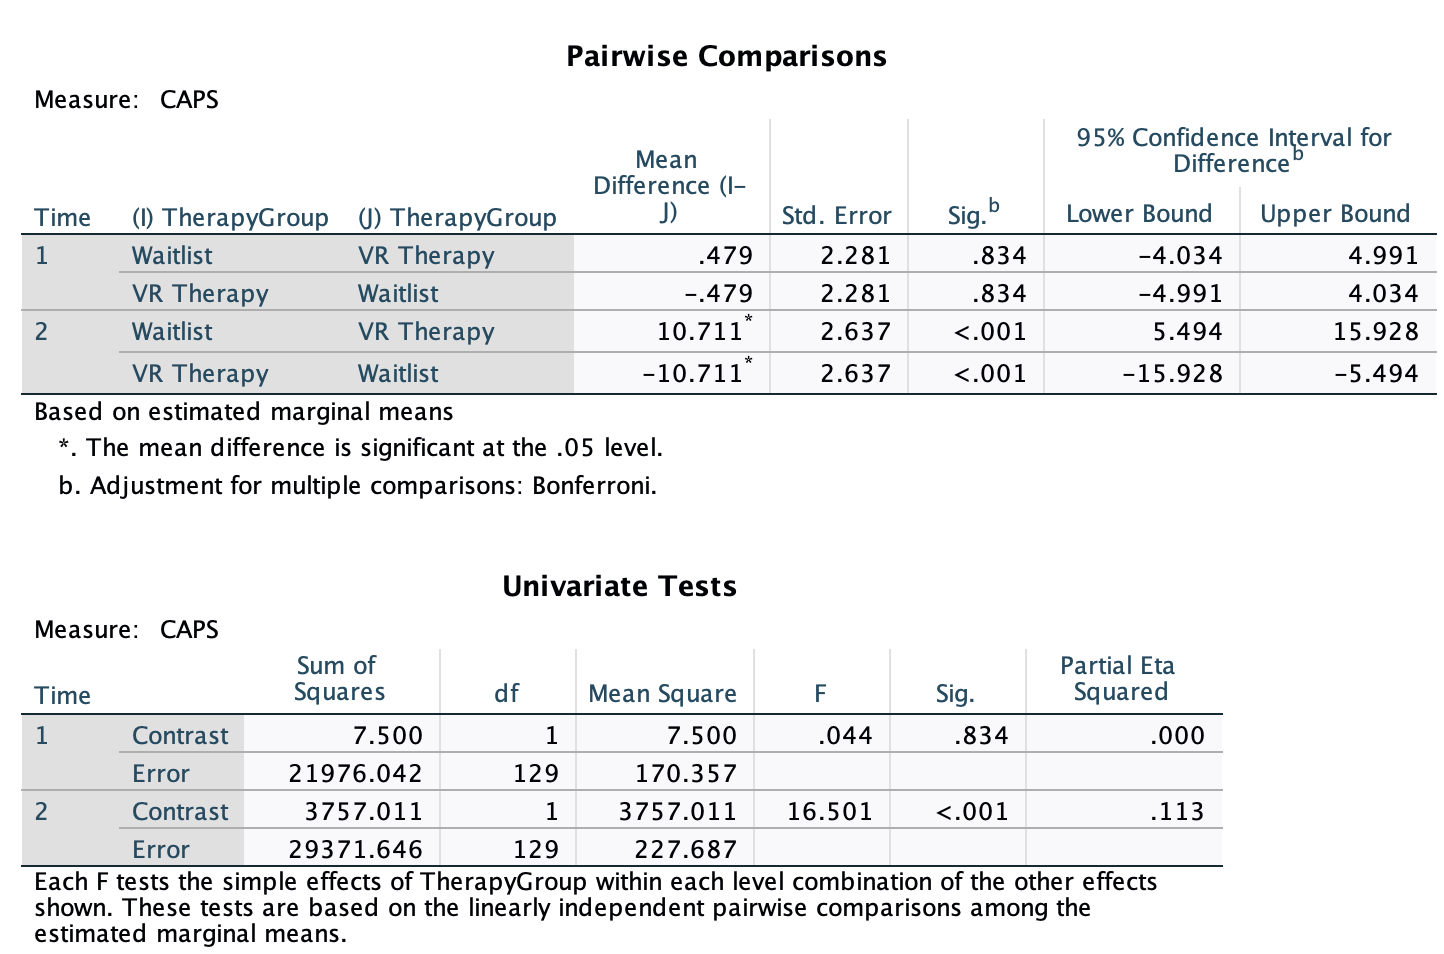 Pairwise Comparisons
Measure: CAPS
Time (I) TherapyGroup (J) TherapyGroup Mean Difference (I-J) Std. Error Sig.b 95% Confidence Interval for Differenceb
Lower Bound Upper Bound
1 Waitlist VR Therapy .479 2.281 .834 -4.034 4.991
VR Therapy Waitlist -.479 2.281 .834 -4.991 4.034
2 Waitlist VR Therapy 10.711* 2.637 <.001 5.494 15.928
VR Therapy Waitlist -10.711* 2.637 <.001 -15.928 -5.494
Based on estimated marginal means
*. The mean difference is significant at the .05 level.
b. Adjustment for multiple comparisons: Bonferroni.
Univariate Tests
Measure: CAPS
Time Sum of Squares df Mean Square F Sig. Partial Eta Squared
1 Contrast 7.500 1 7.500 .044 .834 .000
Error 21976.042 129 170.357
2 Contrast 3757.011 1 3757.011 16.501 <.001 .113
Error 29371.646 129 227.687
Each F tests the simple effects of TherapyGroup within each level combination of the other effects
shown. These tests are based on the linearly independent pairwise comparisons among the
estimated marginal means.